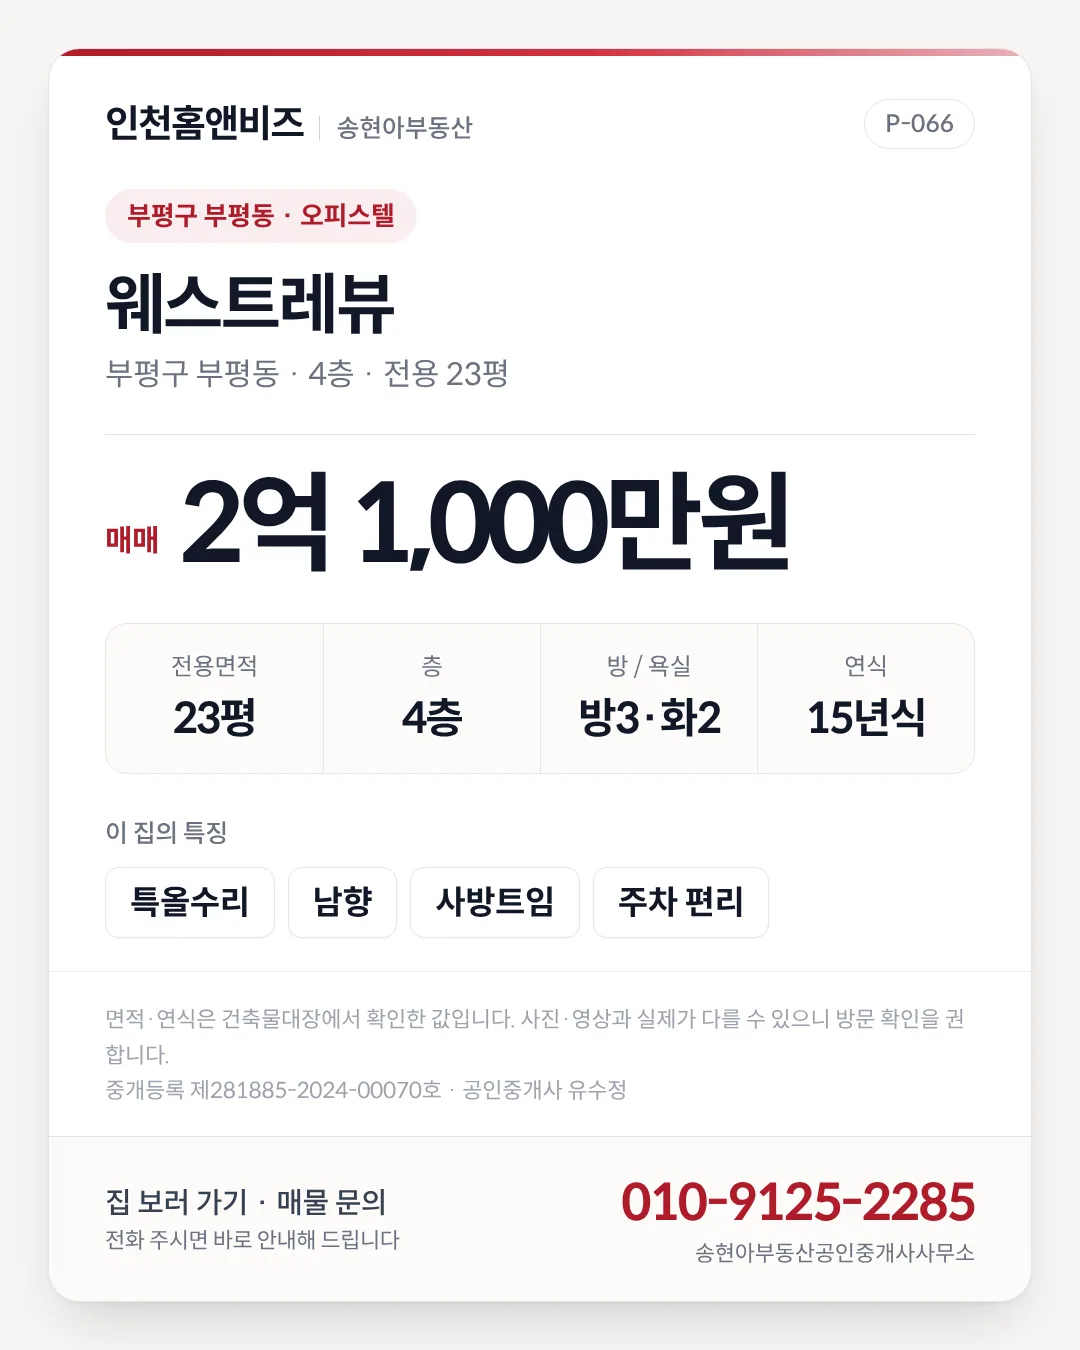 인천홈앤비즈 | 송현아부동산
P-066
부평구 부평동 · 오피스텔
웨스트레뷰
부평구 부평동 · 4층 · 전용 23평
매매 2억 1,000만원
전용면적 층 방 / 욕실 연식
23평 4층 방3·화2 15년식
이 집의 특징
특올수리 남향 사방트임 주차 편리
면적·연식은 건축물대장에서 확인한 값입니다. 사진·영상과 실제가 다를 수 있으니 방문 확인을 권
합니다.
중개등록 제281885-2024-00070호 · 공인중개사 유수정
집 보러 가기 · 매물 문의
전화 주시면 바로 안내해 드립니다
010-9125-2285
송현아부동산공인중개사사무소